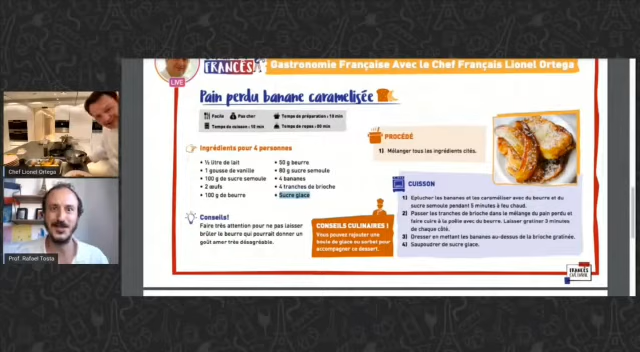 FRANCÊS
LIVE
Gastronomie Française Avec le Chef Français Lionel Ortega
Pain perdu banane caramelisée
Facile
Pas cher
Temps de préparation : 10 min
Temps de cuisson : 10 min
Temps de repos : 60 min
Ingrédients pour 4 personnes
• ½ litre de lait
• 1 gousse de vanille
• 100 g de sucre semoule
• 2 œufs
• 100 g de beurre
• 50 g beurre
• 80 g sucre semoule
• 4 bananes
• 4 tranches de brioche
• Sucre glace
Conseils!
Faire très attention pour ne pas laisser
brûler le beurre qui pourrait donner un
goût amer très désagréable.
CONSEILS CULINAIRES !
Vous pouvez rajouter une
boule de glace ou sorbet pour
accompagner ce dessert.
PROCÉDÉ
1) Mélanger tous les ingrédients cités.
CUISSON
1) Eplucher les bananes et les caraméliser avec du beurre et du
sucre semoule pendant 5 minutes à feu chaud.
2) Passer les tranches de brioche dans le mélange du pain perdu et
faire cuire à la poêle avec du beurre. Laisser gratiner 3 minutes
de chaque côté.
3) Dresser en mettant les bananes au-dessus de la brioche gratinée.
4) Saupoudrer de sucre glace.
FRANCÊS
Chef Lionel Ortega
Prof. Rafael Tosta